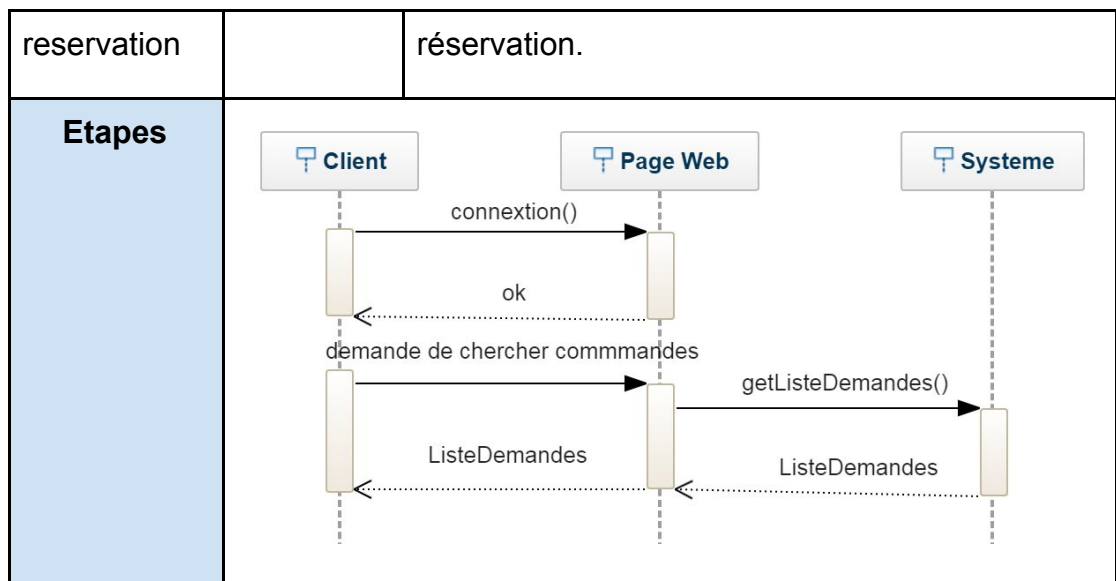 reservation
réservation.
Etapes
Client
Page Web
Systeme
connextion()
ok
demande de chercher commmandes
getListeDemandes()
ListeDemandes
ListeDemandes